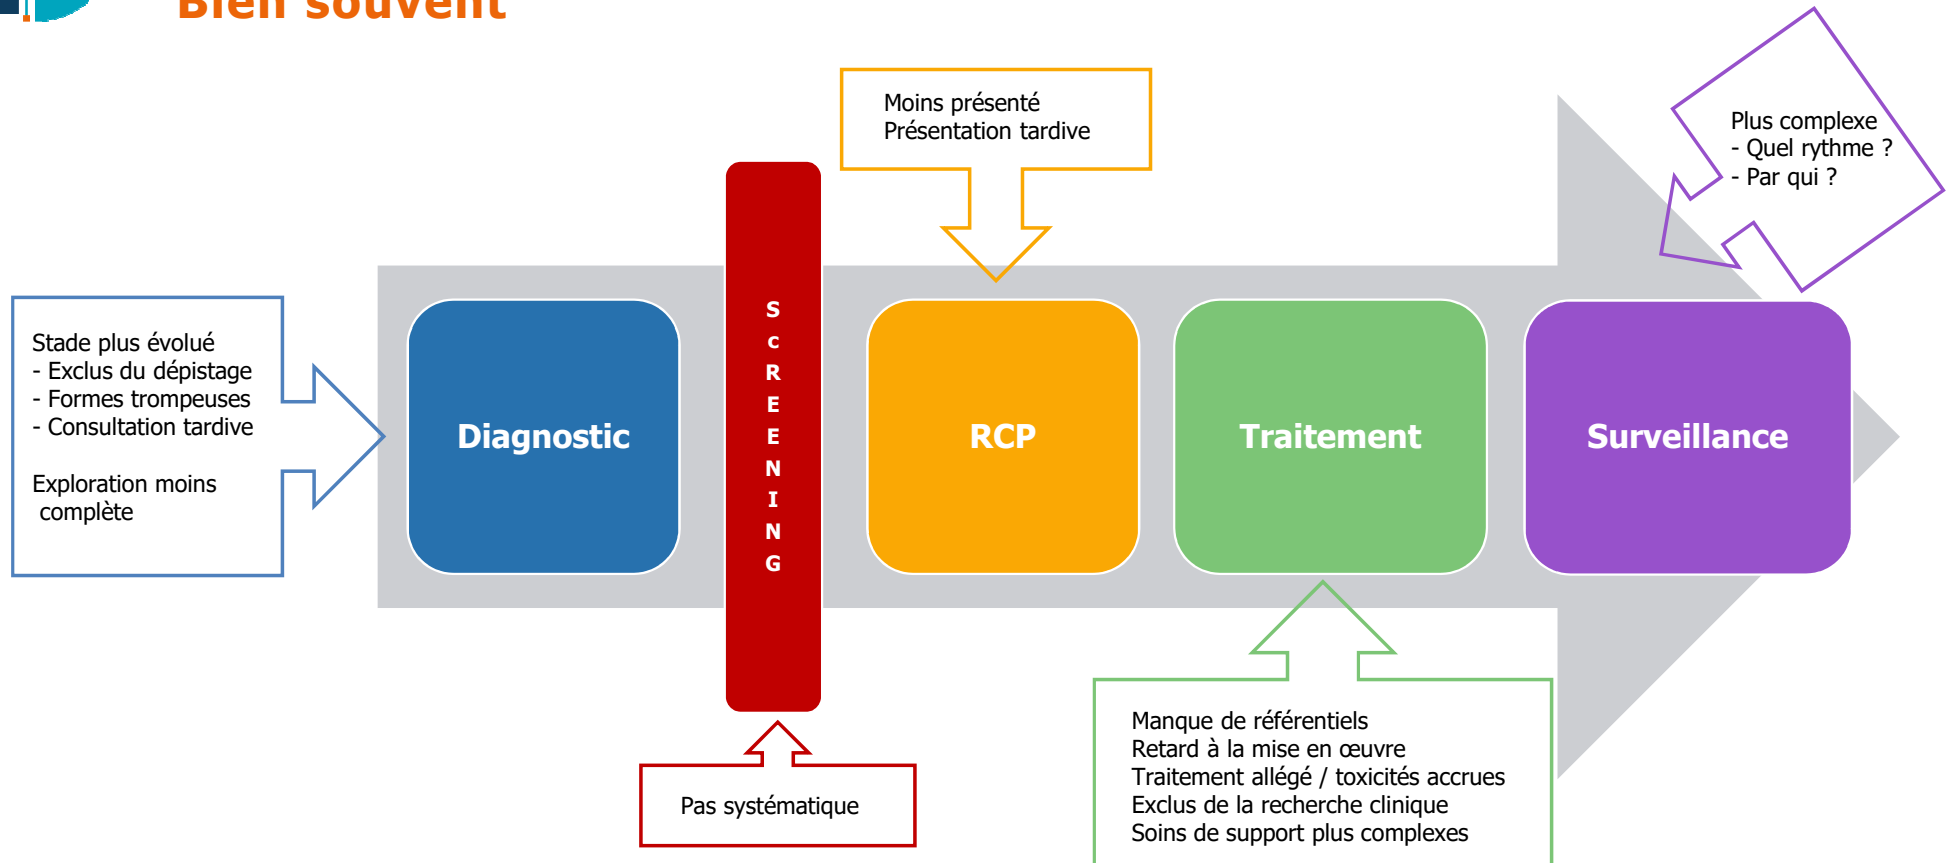 Bien souvent
Stade plus évolué
- Exclus du dépistage
- Formes trompeuses
- Consultation tardive
Exploration moins
complète
Diagnostic
S
c
R
E
E
N
I
N
G
Pas systématique
Moins présenté
Présentation tardive
RCP
Traitement
Manque de référentiels
Retard à la mise en œuvre
Traitement allégé / toxicités accrues
Exclus de la recherche clinique
Soins de support plus complexes
Surveillance
Plus complexe
- Quel rythme ?
- Par qui ?